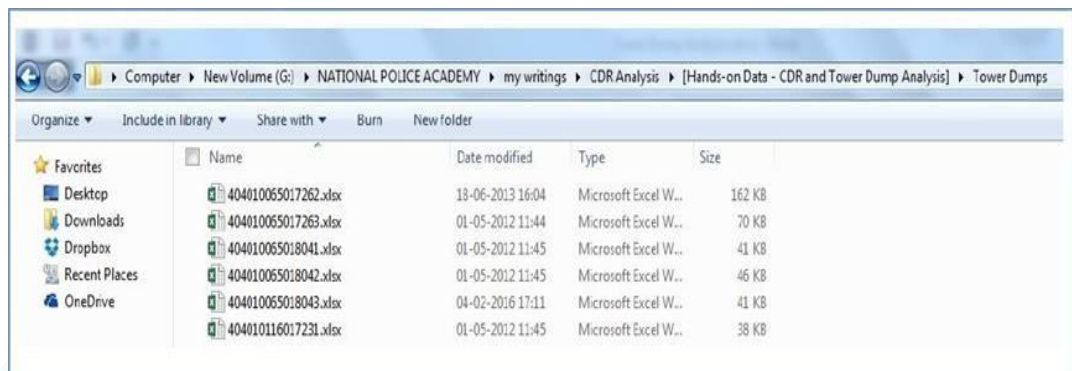 Computer ▸ New Volume (G:) ▸ NATIONAL POLICE ACADEMY ▸ my writings ▸ CDR Analysis ▸ [Hands-on Data - CDR and Tower Dump Analysis] ▸ Tower Dumps
Organize Include in library Share with Burn New folder
Favorites
Desktop
Downloads
Dropbox
Recent Places
OneDrive
Name Date modified Type Size
404010065017262.xlsx 18-06-2013 16:04 Microsoft Excel W... 162 KB
404010065017263.xlsx 01-05-2012 11:44 Microsoft Excel W... 70 KB
404010065018041.xlsx 01-05-2012 11:45 Microsoft Excel W... 41 KB
404010065018042.xlsx 01-05-2012 11:45 Microsoft Excel W... 46 KB
404010065018043.xlsx 04-02-2016 17:11 Microsoft Excel W... 41 KB
404010116017231.xlsx 01-05-2012 11:45 Microsoft Excel W... 38 KB